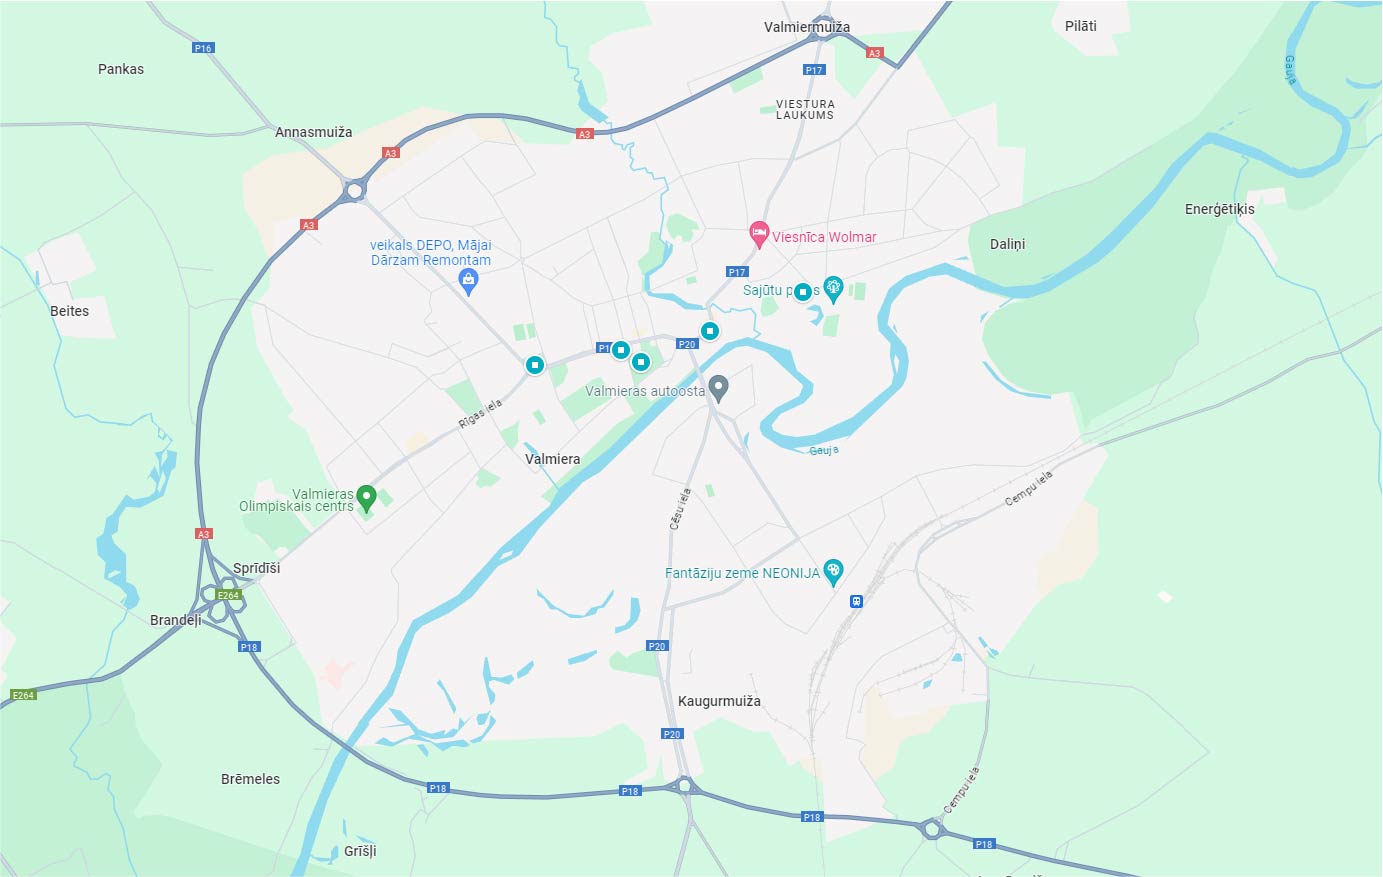 Valmiermuiža
Pilāti
P16
A3
Pankas
P17
Gauja
VIESTURA
LAUKUMS
Annasmuiža
A3
A3
Enerģētiķis
A3
Viesnīca Wolmar
Daliņi
veikals DEPO, Mājai
Dārzam Remontam
P17
Sajūtu p
s
Beites
P1
P20
Valmieras autoosta
Rīgas iela
Gauja
Valmiera
Valmieras
Olimpiskais centrs
Cēsu iela
Cempu iela
A3
Sprīdīši
Fantāziju zeme NEONIJA
E264
Brandeļi
P18
P20
E264
Kaugurmuiža
P20
Brēmeles
P18
P18
Cempu iela
P18
P18
Grīšļi